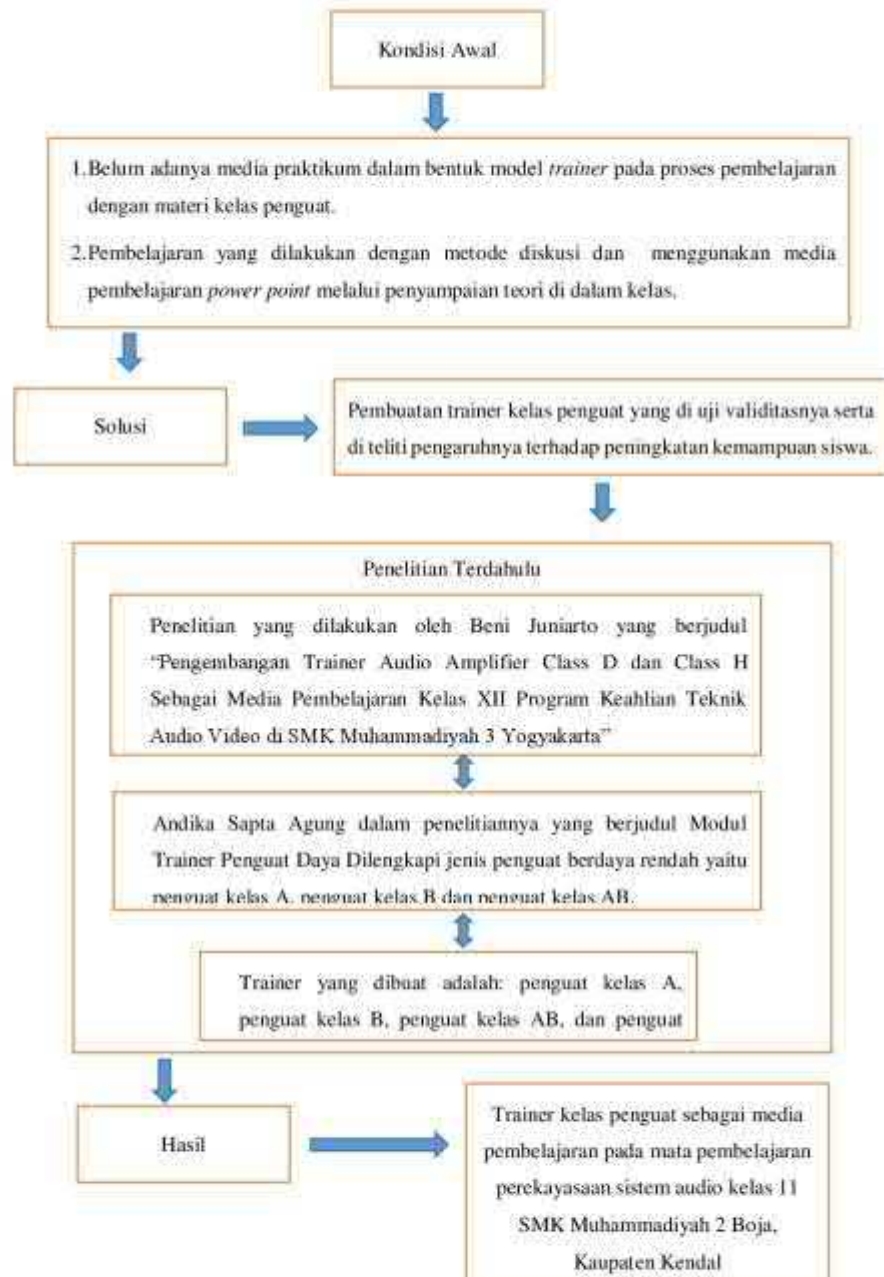 Kondisi Awal
1.Belum adanya media praktikum dalam bentuk model trainer pada proses pembelajaran
dengan materi kelas penguat.
2.Pembelajaran yang dilakukan dengan metode diskusi dan menggunakan media
pembelajaran power point melalui penyampaian teori di dalam kelas.
Solusi
Pembuatan trainer kelas penguat yang di uji validitasnya serta
di teliti pengaruhnya terhadap peningkatan kemampuan siswa.
Penelitian Terdahulu
Penelitian yang dilakukan oleh Beni Juniarto yang berjudul
“Pengembangan Trainer Audio Amplifier Class D dan Class H
Sebagai Media Pembelajaran Kelas XII Program Keahlian Teknik
Audio Video di SMK Muhammadiyah 3 Yogyakarta”
Andika Sapta Agung dalam penelitiannya yang berjudul Modul
Trainer Penguat Daya Dilengkapi jenis penguat berdaya rendah yaitu
penguat kelas A, penguat kelas B dan penguat kelas AB.
Trainer yang dibuat adalah: penguat kelas A,
penguat kelas B, penguat kelas AB, dan penguat
Hasil
Trainer kelas penguat sebagai media
pembelajaran pada mata pembelajaran
perekayasaan sistem audio kelas 11
SMK Muhammadiyah 2 Boja,
Kaupaten Kendal